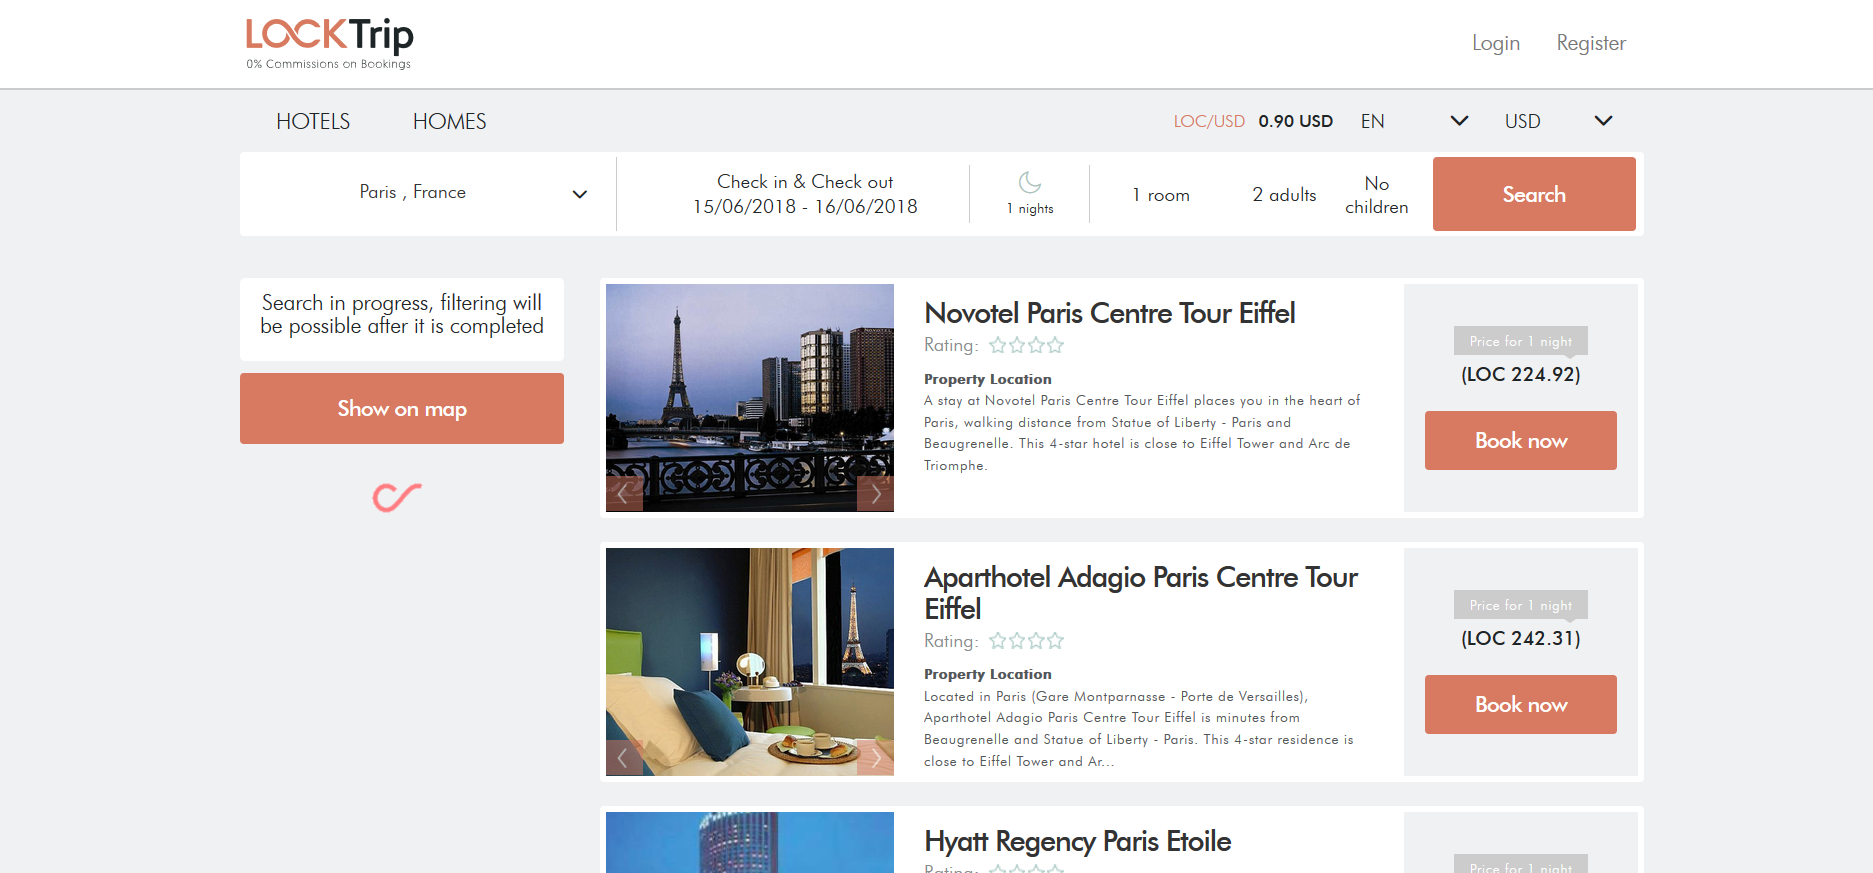 LOCKTrip
0% Commissions on Bookings
Login
Register
HOTELS
HOMES
LOC/USD 0.90 USD
EN
USD
Paris , France
Check in & Check out
15/06/2018 - 16/06/2018
1 nights
1 room
2 adults
No
children
Search
Search in progress, filtering will
be possible after it is completed
Show on map
Novotel Paris Centre Tour Eiffel
Rating:
Property Location
A stay at Novotel Paris Centre Tour Eiffel places you in the heart of
Paris, walking distance from Statue of Liberty - Paris and
Beaugrenelle. This 4-star hotel is close to Eiffel Tower and Arc de
Triomphe.
Price for 1 night
(LOC 224.92)
Book now
Aparthotel Adagio Paris Centre Tour
Eiffel
Rating:
Property Location
Located in Paris (Gare Montparnasse - Porte de Versailles),
Aparthotel Adagio Paris Centre Tour Eiffel is minutes from
Beaugrenelle and Statue of Liberty - Paris. This 4-star residence is
close to Eiffel Tower and Ar...
Price for 1 night
(LOC 242.31)
Book now
Hyatt Regency Paris Etoile
Rating:
Price for 1 night